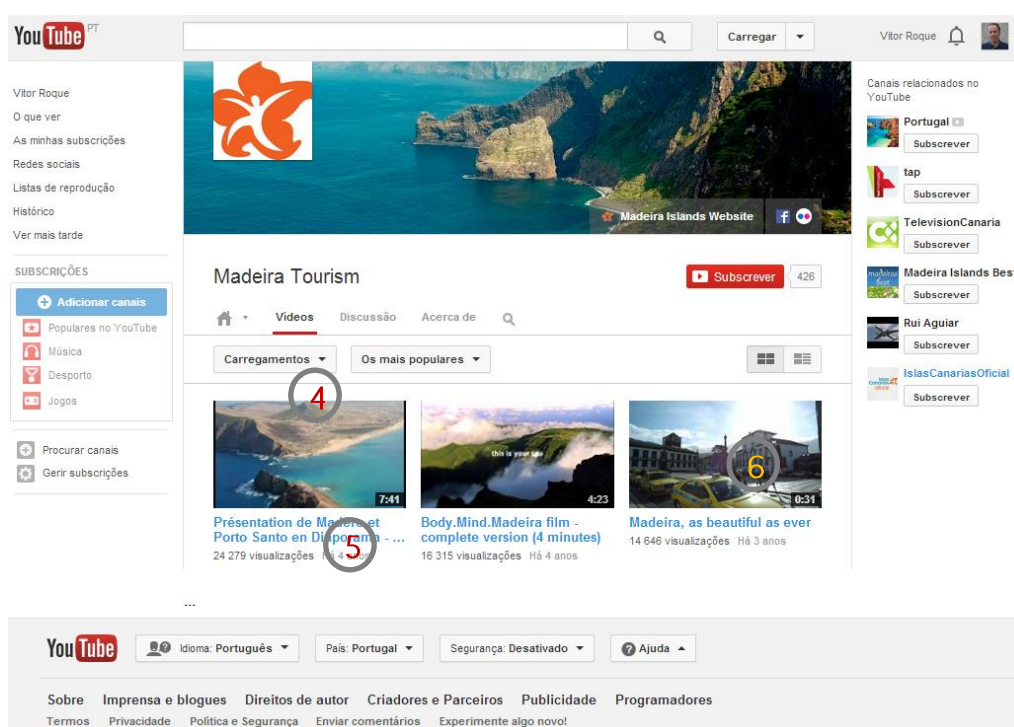 YouTube PT
Carregar
Vitor Roque
Vitor Roque
O que ver
As minhas subscrições
Redes sociais
Listas de reprodução
Histórico
Ver mais tarde
SUBSCRIÇÕES
Adicionar canais
Populares no YouTube
Música
Desporto
Jogos
Procurar canais
Gerir subscrições
Madeira Islands Website
Madeira Tourism
Subscrever 426
Vídeos Discussão Acerca de
Carregamentos Os mais populares
4
7:41
Présentation de Madère et
Porto Santo en Diaporama - ...
5
24 279 visualizações Há 4 anos
this is your spa
4:23
Body.Mind.Madeira film -
complete version (4 minutes)
16 315 visualizações Há 4 anos
6
0:31
Madeira, as beautiful as ever
14 646 visualizações Há 3 anos
Canais relacionados no
YouTube
Portugal
Subscrever
tap
Subscrever
TelevisionCanaria
Subscrever
Madeira Islands Bes
Subscrever
Rui Aguiar
Subscrever
IslasCanariasOficial
Subscrever
...
YouTube Idioma: Português País: Portugal Segurança: Desativado Ajuda
Sobre Imprensa e blogues Direitos de autor Criadores e Parceiros Publicidade Programadores
Termos Privacidade Política e Segurança Enviar comentários Experimente algo novo!